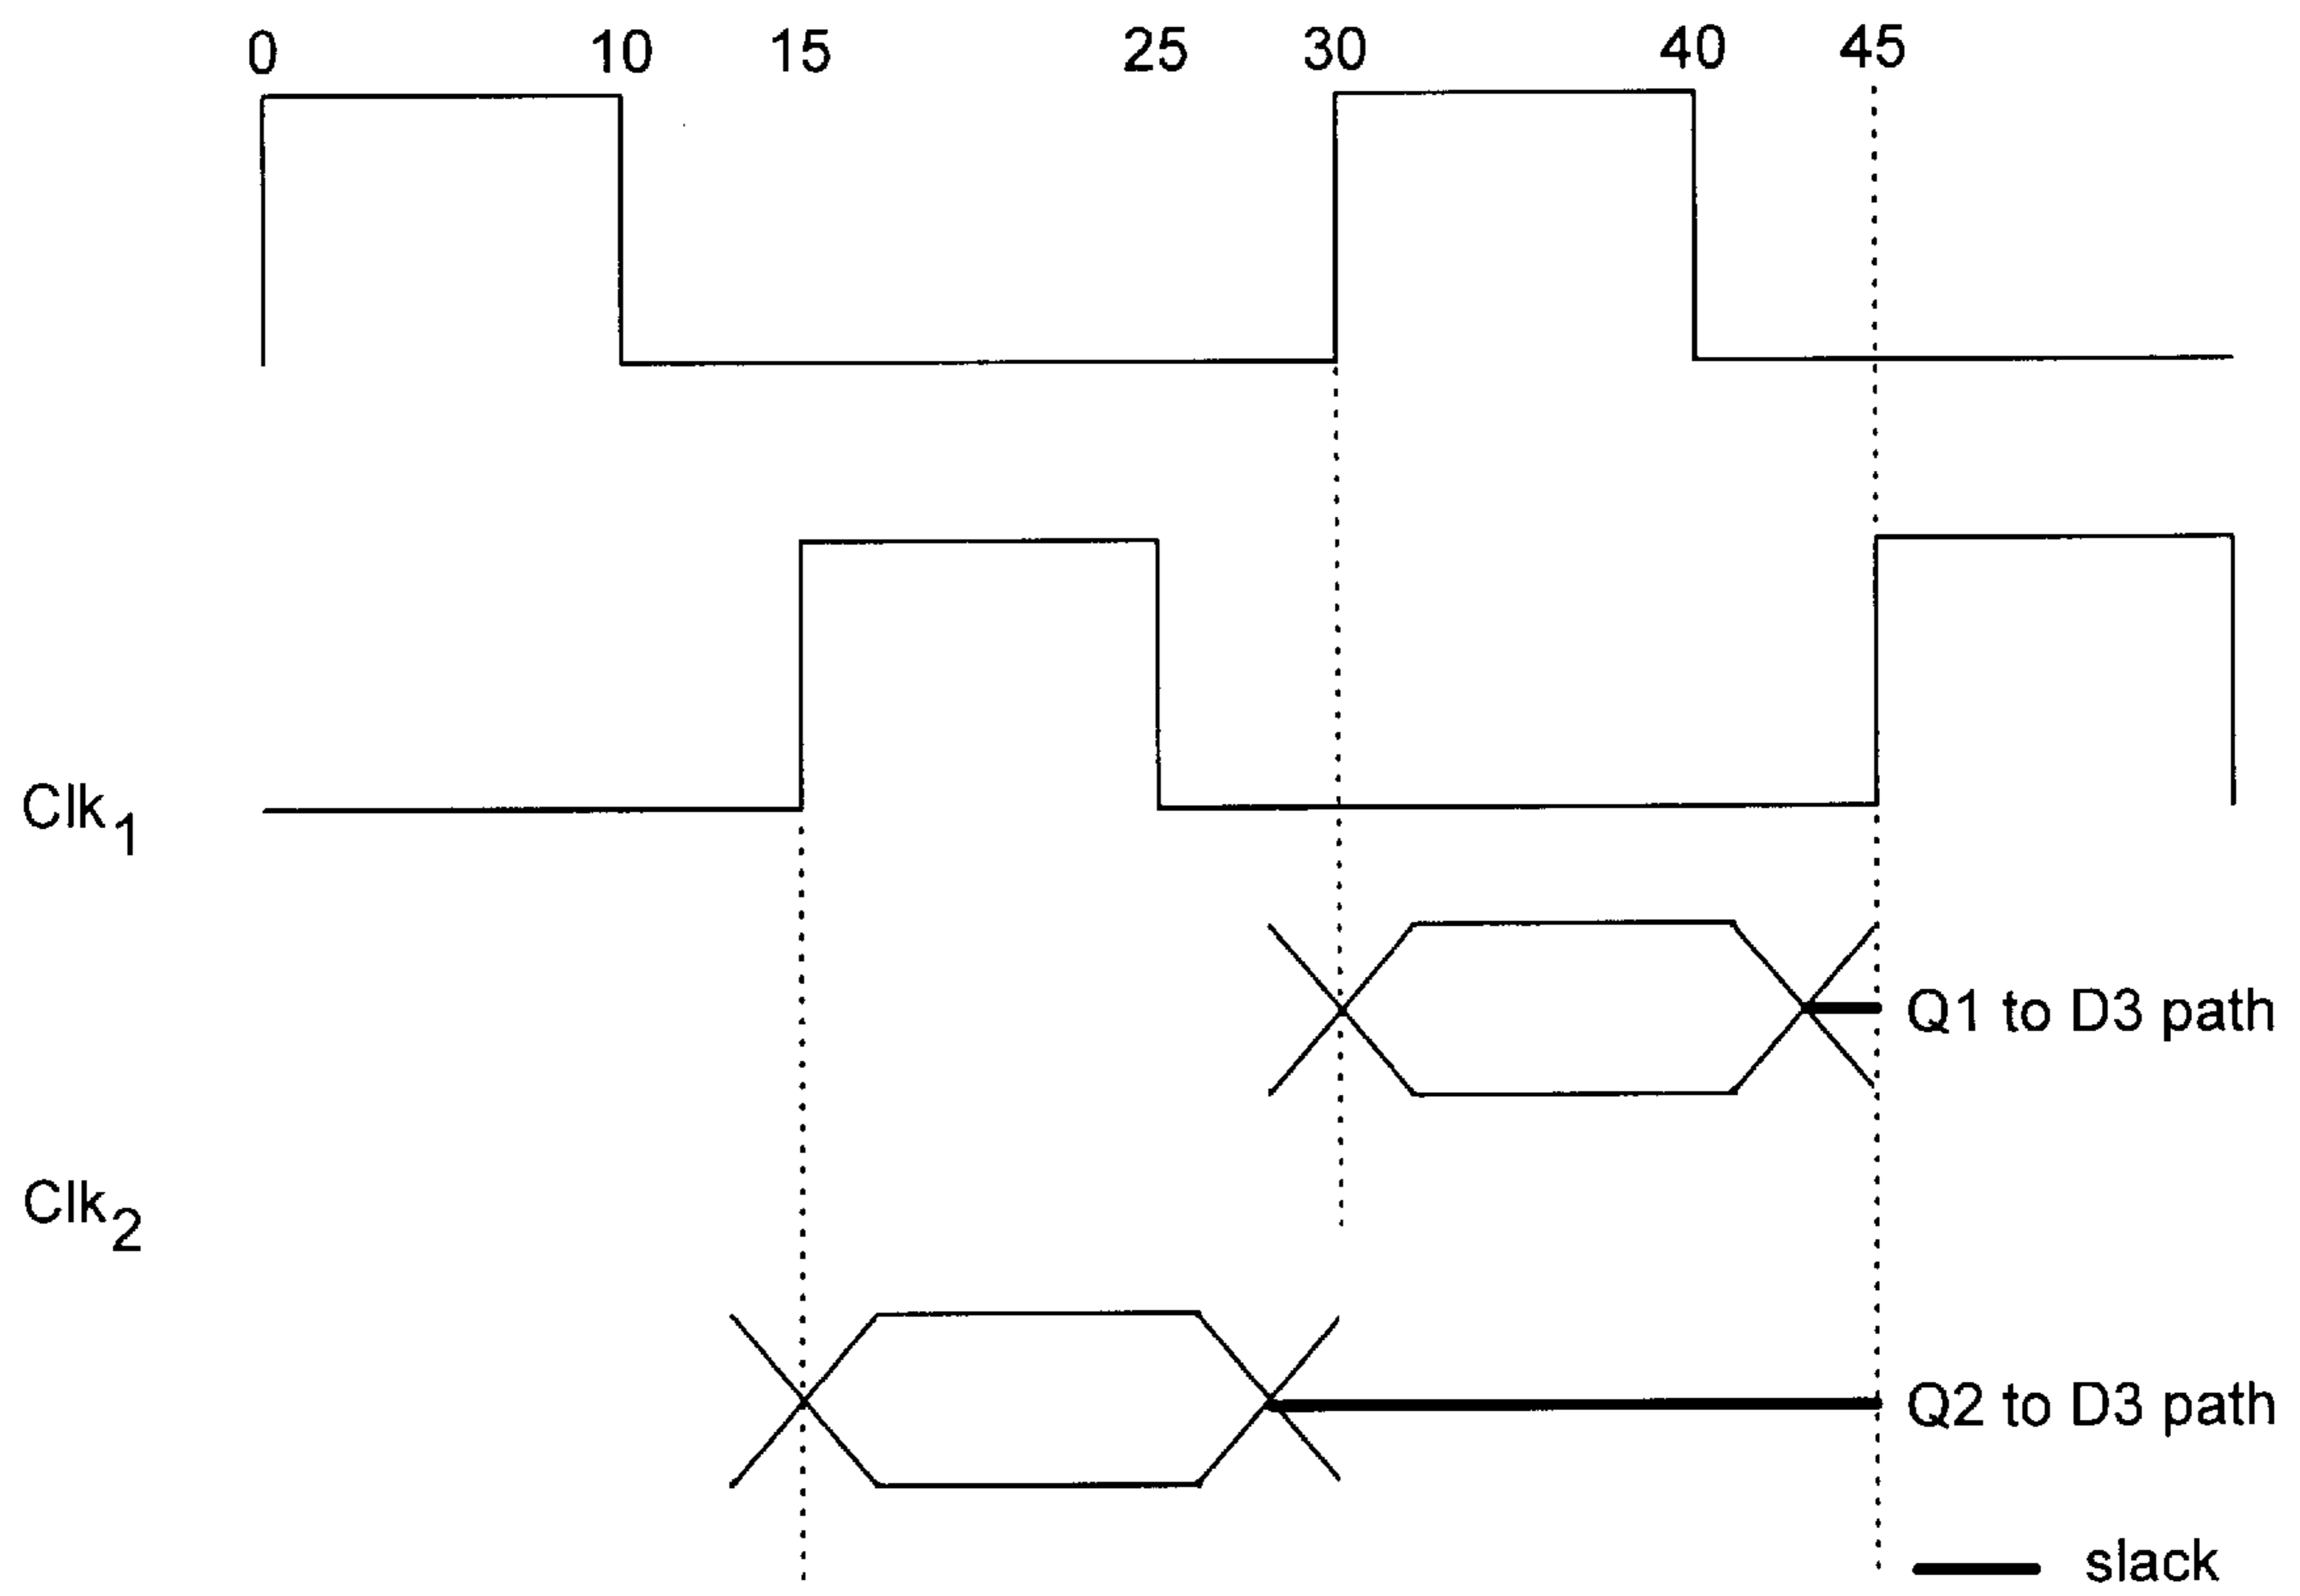 0 10 15 25 30 40 45
Clk1
Q1 to D3 path
Clk2
Q2 to D3 path
slack